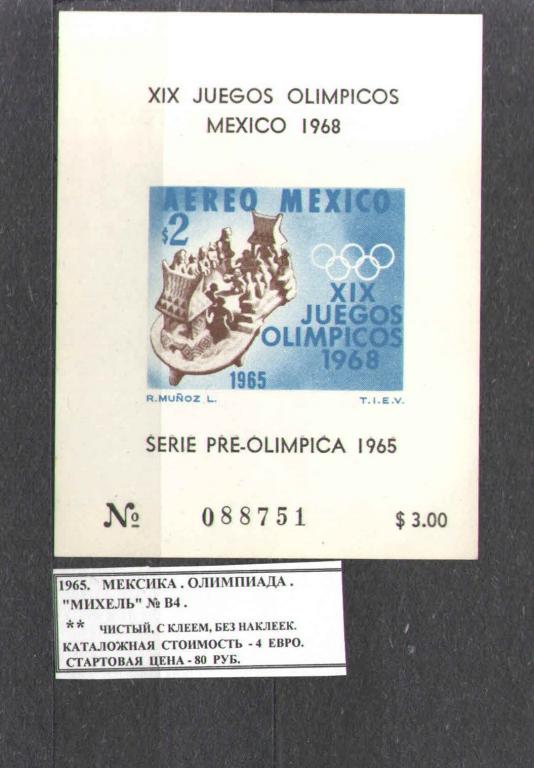 XIX JUEGOS OLIMPICOS
MEXICO 1968
AEREO MEXICO
$2
XIX
JUEGOS
OLIMPICOS
1968
1965
R. MUÑOZ L. T.I.E.V.
SERIE PRE-OLIMPICA 1965
№ 088751 $ 3.00
1965. МЕКСИКА . ОЛИМПИАДА .
"МИХЕЛЬ" № B4 .
** ЧИСТЫЙ, С КЛЕЕМ, БЕЗ НАКЛЕЕК.
КАТАЛОЖНАЯ СТОИМОСТЬ - 4 ЕВРО.
СТАРТОВАЯ ЦЕНА - 80 РУБ.